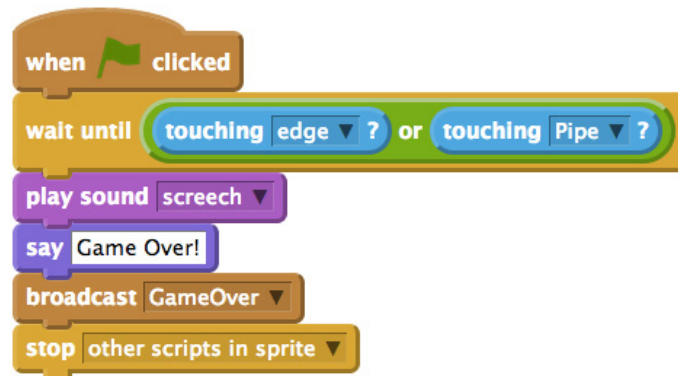 when clicked
wait until touching edge ? or touching Pipe ?
play sound screech
say Game Over!
broadcast GameOver
stop other scripts in sprite